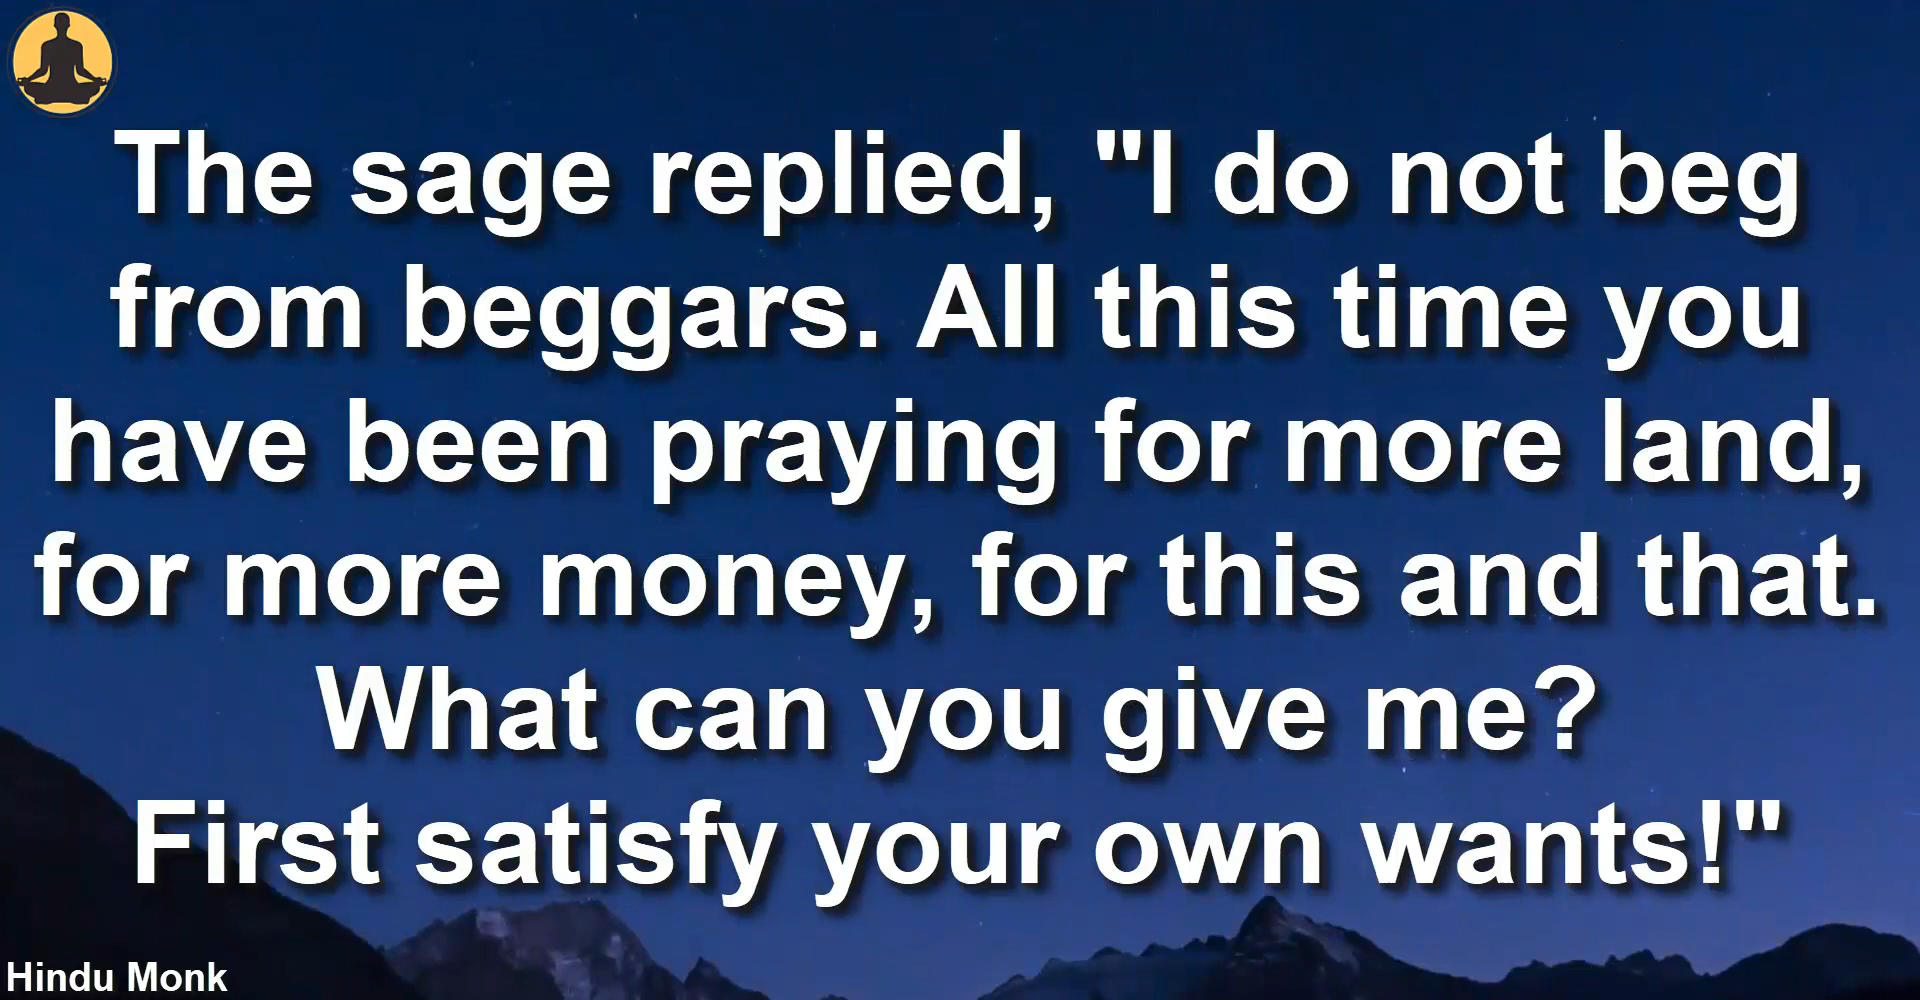 The sage replied, "I do not beg
from beggars. All this time you
have been praying for more land,
for more money, for this and that.
What can you give me?
First satisfy your own wants!"
Hindu Monk